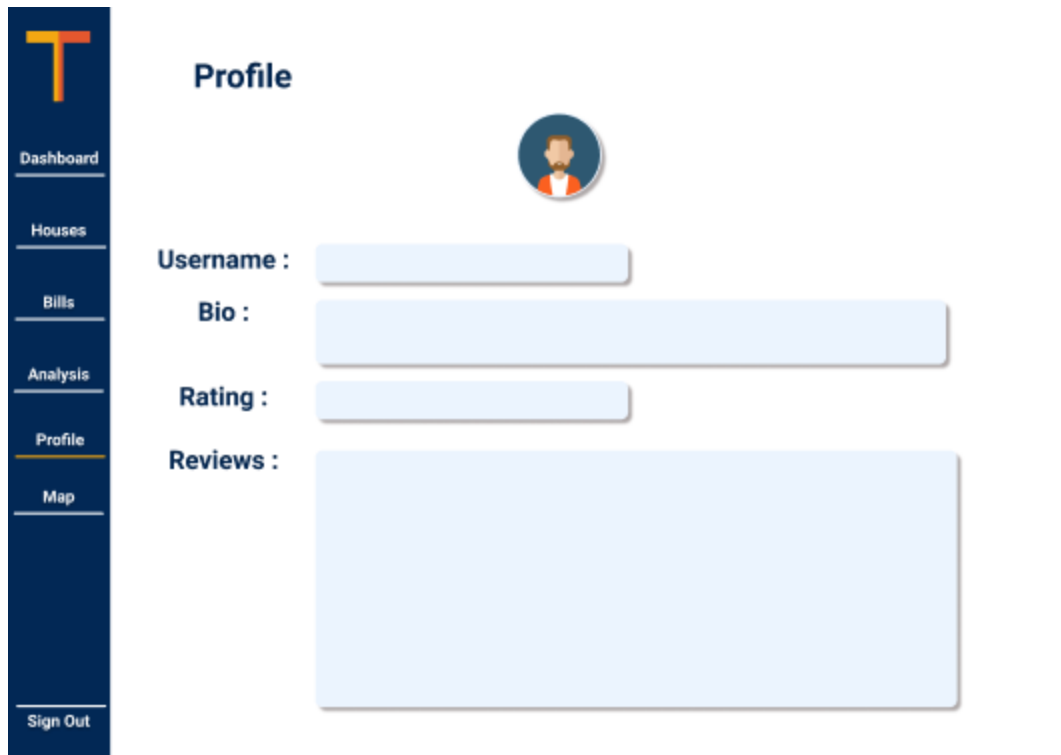 T
Dashboard
Houses
Bills
Analysis
Profile
Map
Sign Out
Profile
Username :
Bio :
Rating :
Reviews :